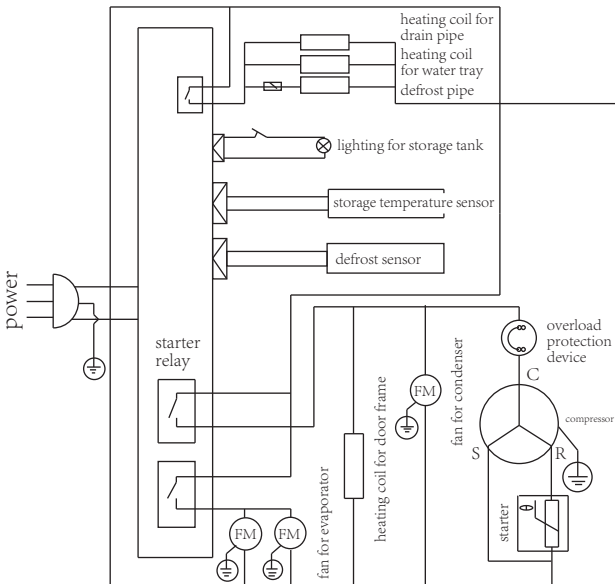 heating coil for
drain pipe
heating coil
for water tray
defrost pipe
lighting for storage tank
storage temperature sensor
defrost sensor
power
starter
relay
overload
protection
device
C
FM
compressor
S
R
fan for condenser
heating coil for door frame
fan for evaporator
starter
FM
FM